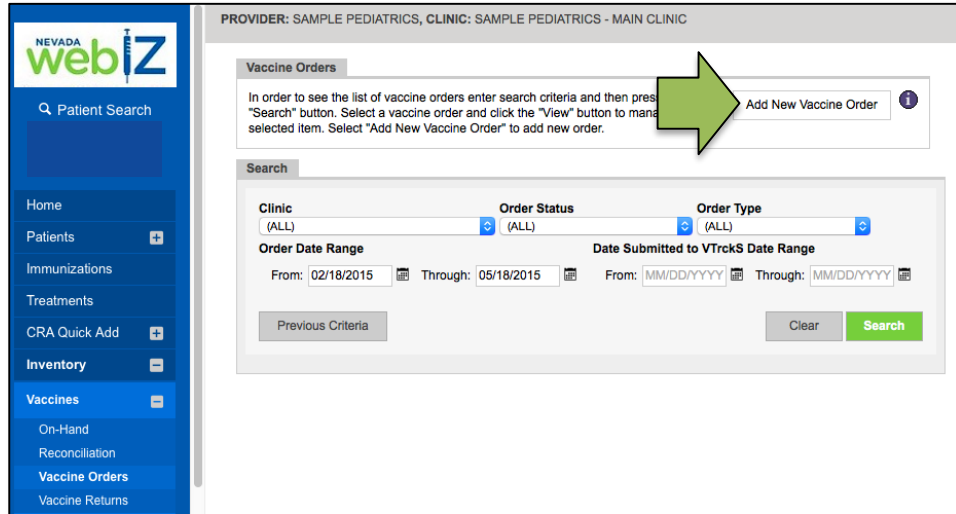 PROVIDER: SAMPLE PEDIATRICS, CLINIC: SAMPLE PEDIATRICS - MAIN CLINIC
NEVADA
webIZ
Patient Search
Home
Patients
Immunizations
Treatments
CRA Quick Add
Inventory
Vaccines
On-Hand
Reconciliation
Vaccine Orders
Vaccine Returns
Vaccine Orders
In order to see the list of vaccine orders enter search criteria and then pres
"Search" button. Select a vaccine order and click the "View" button to mana
selected item. Select "Add New Vaccine Order" to add new order.
Add New Vaccine Order
i
Search
Clinic Order Status Order Type
(ALL) (ALL) (ALL)
Order Date Range Date Submitted to VTrckS Date Range
From: 02/18/2015 Through: 05/18/2015 From: MM/DD/YYYY Through: MM/DD/YYYY
Previous Criteria Clear Search